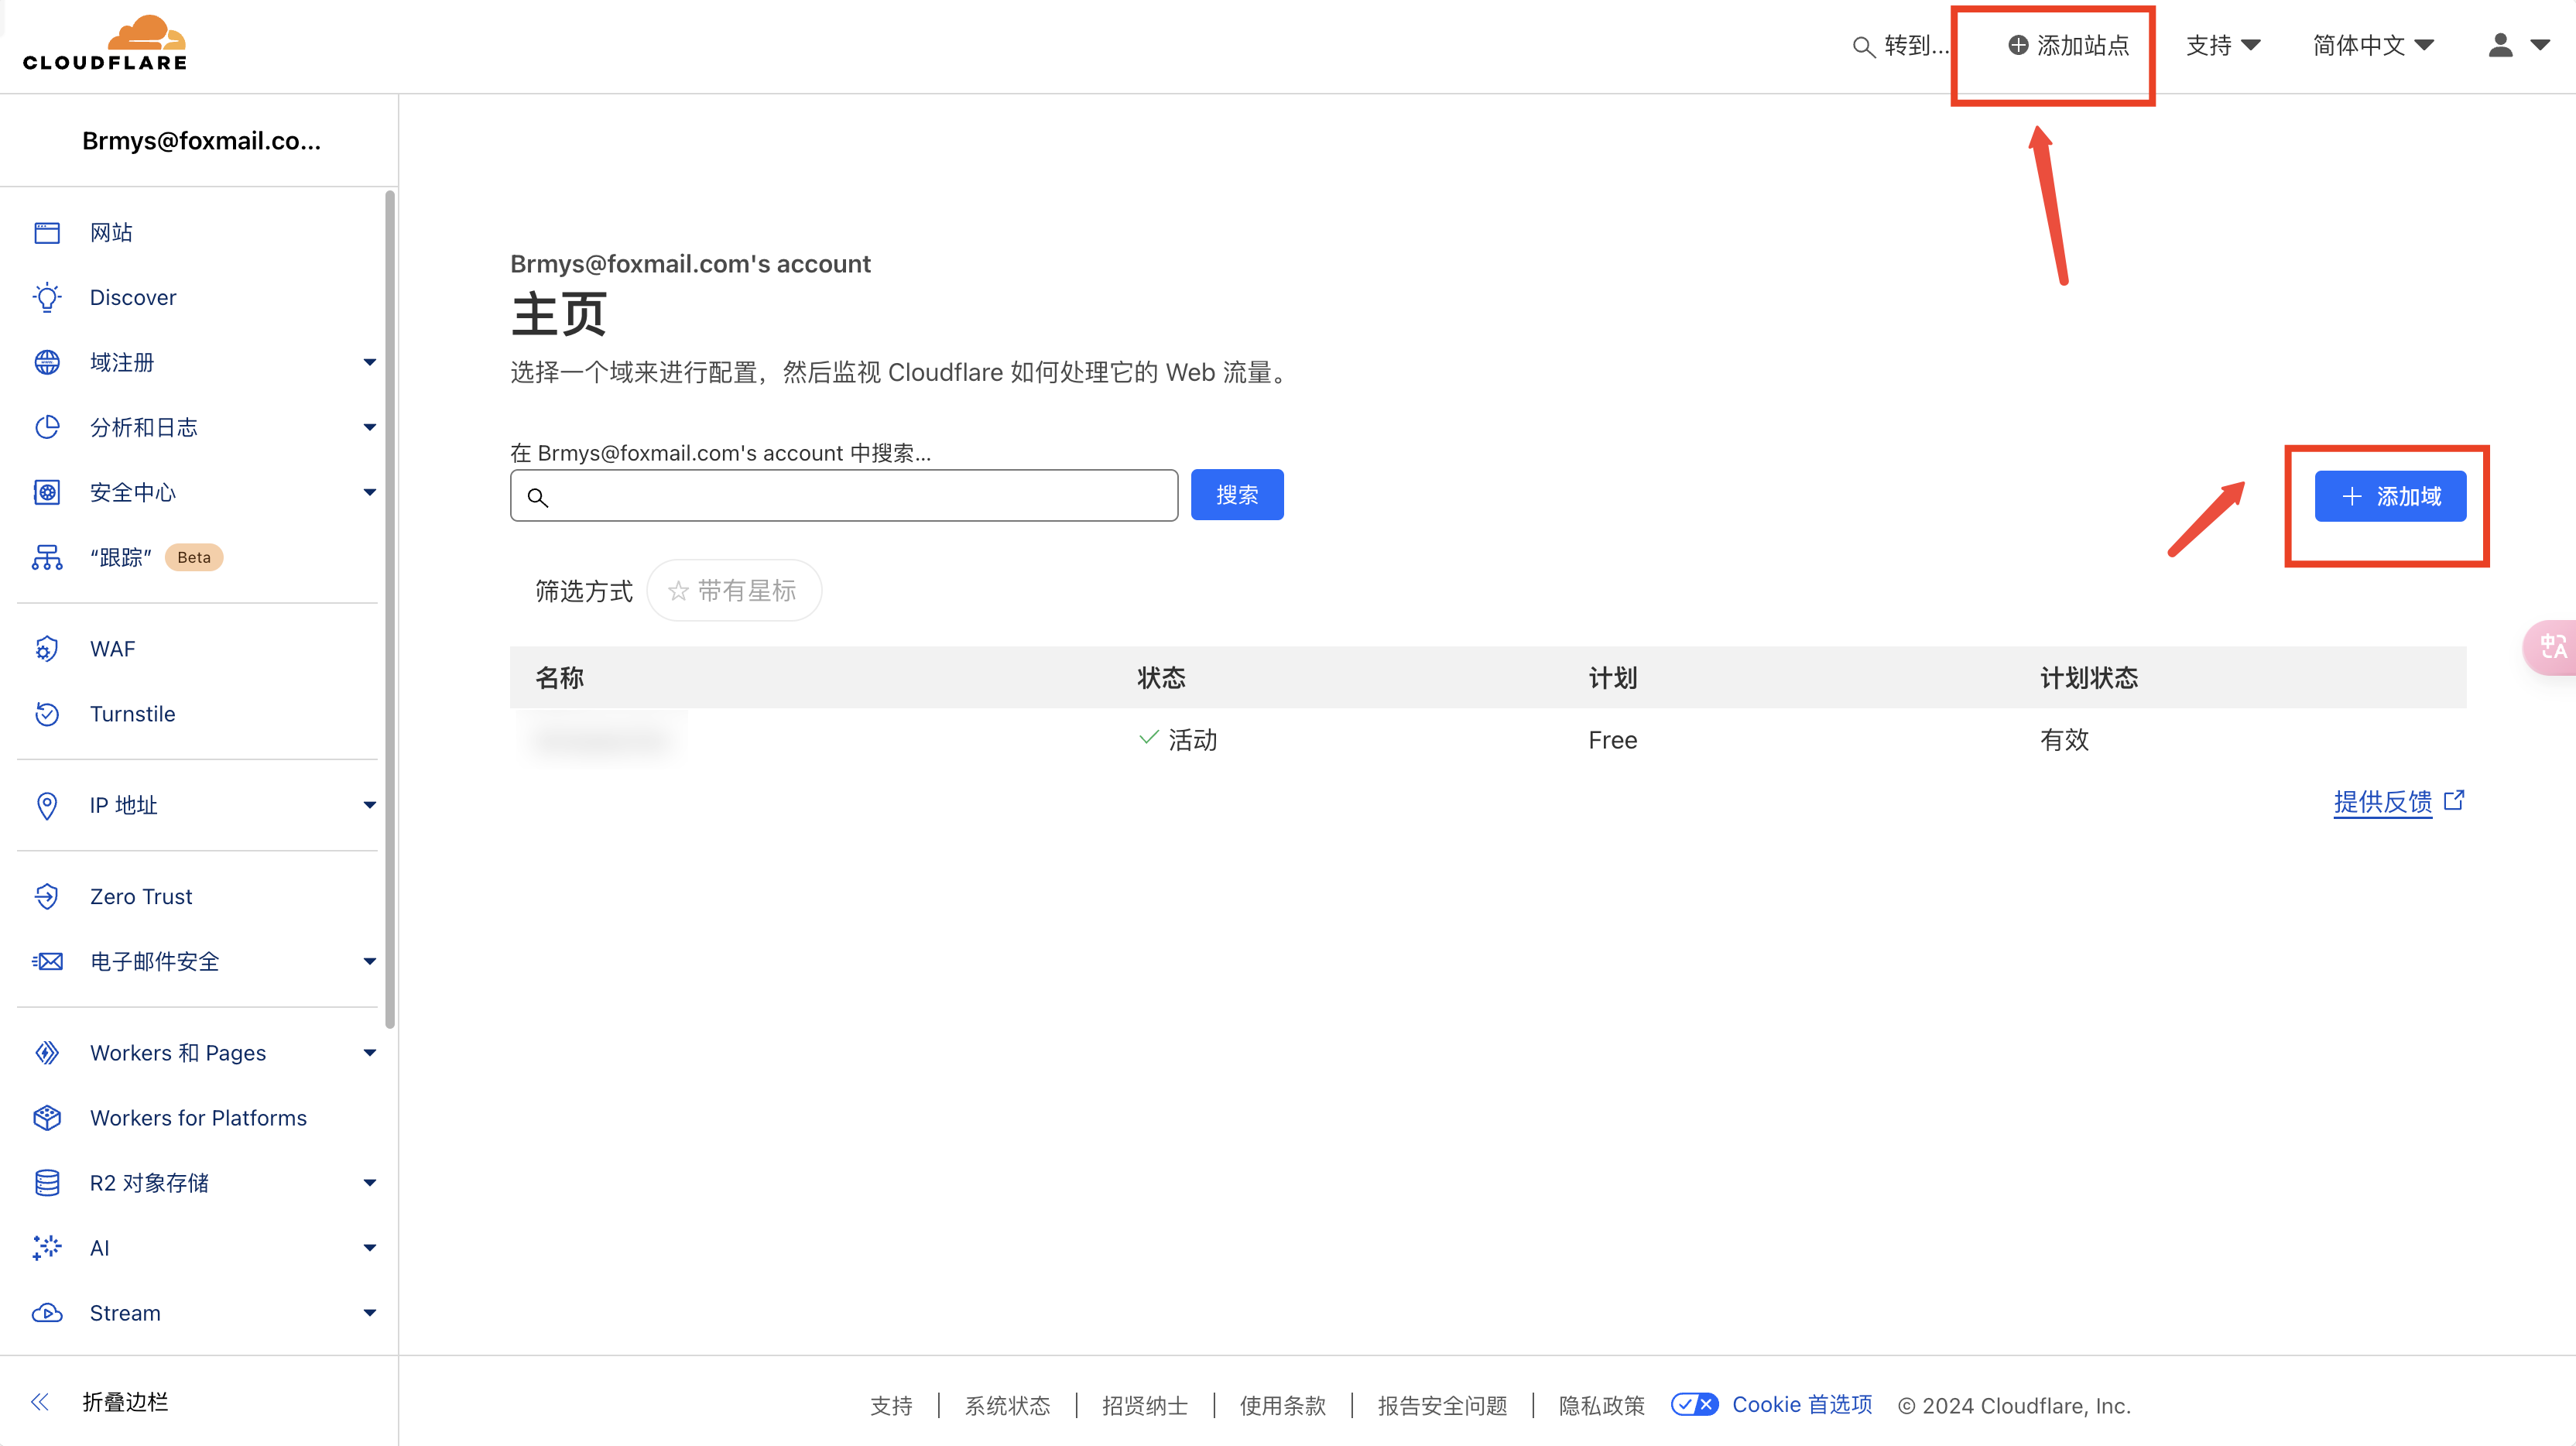 CLOUDFLARE
转到...
添加站点
支持
简体中文
Brmys@foxmail.co...
网站
Discover
域注册
分析和日志
安全中心
“跟踪” Beta
WAF
Turnstile
IP 地址
Zero Trust
电子邮件安全
Workers 和 Pages
Workers for Platforms
R2 对象存储
AI
Stream
折叠边栏
Brmys@foxmail.com's account
主页
选择一个域来进行配置，然后监视 Cloudflare 如何处理它的 Web 流量。
在 Brmys@foxmail.com's account 中搜索...
搜索
添加域
筛选方式 带有星标
名称 状态 计划 计划状态
活动 Free 有效
提供反馈
中A
支持 | 系统状态 | 招贤纳士 | 使用条款 | 报告安全问题 | 隐私政策 Cookie 首选项 © 2024 Cloudflare, Inc.